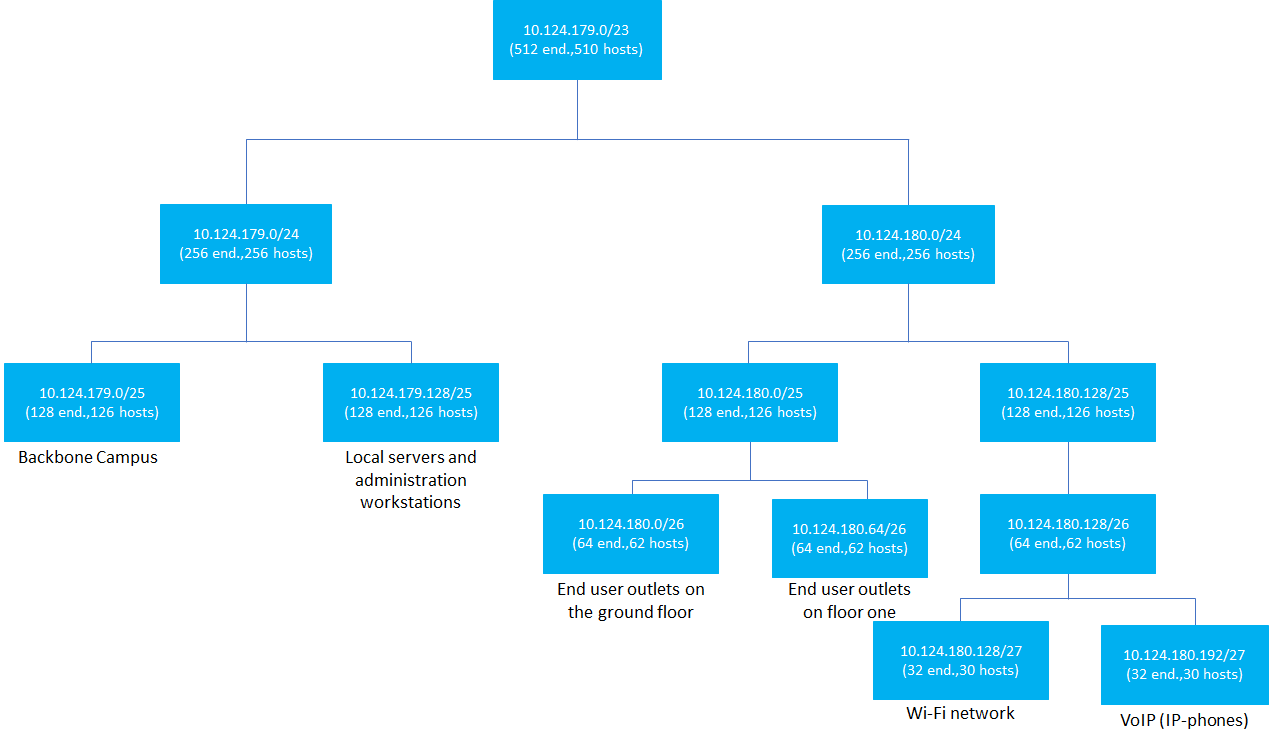 10.124.179.0/23
(512 end.,510 hosts)
10.124.179.0/24
(256 end.,256 hosts)
10.124.180.0/24
(256 end.,256 hosts)
10.124.179.0/25
(128 end.,126 hosts)
Backbone Campus
10.124.179.128/25
(128 end.,126 hosts)
Local servers and
administration
workstations
10.124.180.0/25
(128 end.,126 hosts)
10.124.180.128/25
(128 end.,126 hosts)
10.124.180.0/26
(64 end.,62 hosts)
End user outlets on
the ground floor
10.124.180.64/26
(64 end.,62 hosts)
End user outlets
on floor one
10.124.180.128/26
(64 end.,62 hosts)
10.124.180.128/27
(32 end.,30 hosts)
Wi-Fi network
10.124.180.192/27
(32 end.,30 hosts)
VoIP (IP-phones)